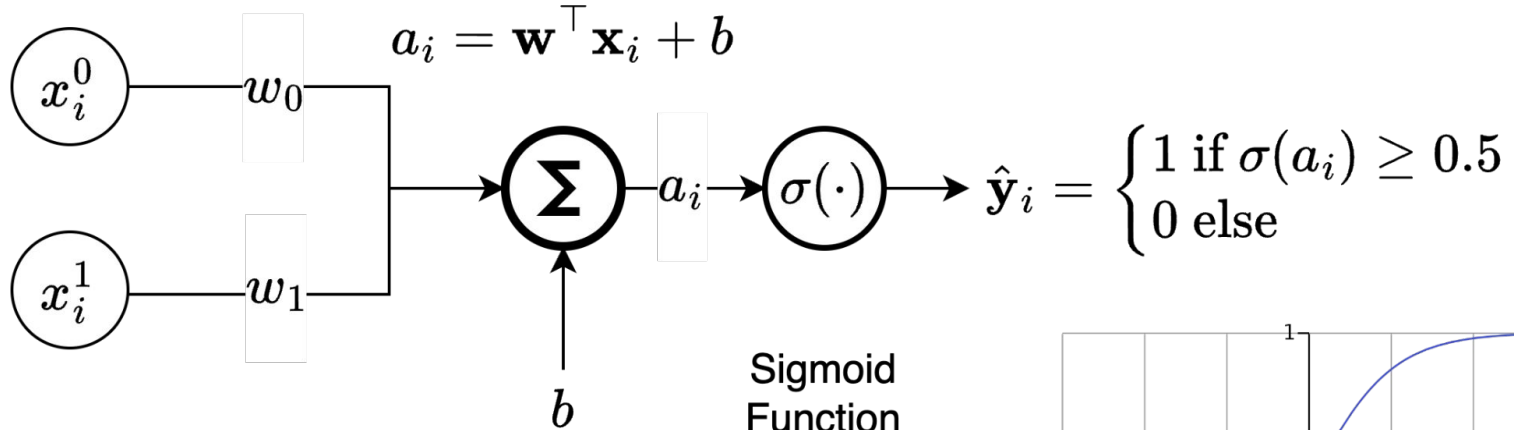 a_i = w^⊤ x_i + b
x_i^0
w_0
Σ
a_i
σ(·)
ŷ_i = { 1 if σ(a_i) ≥ 0.5
0 else
x_i^1
w_1
b
Sigmoid
Function
1